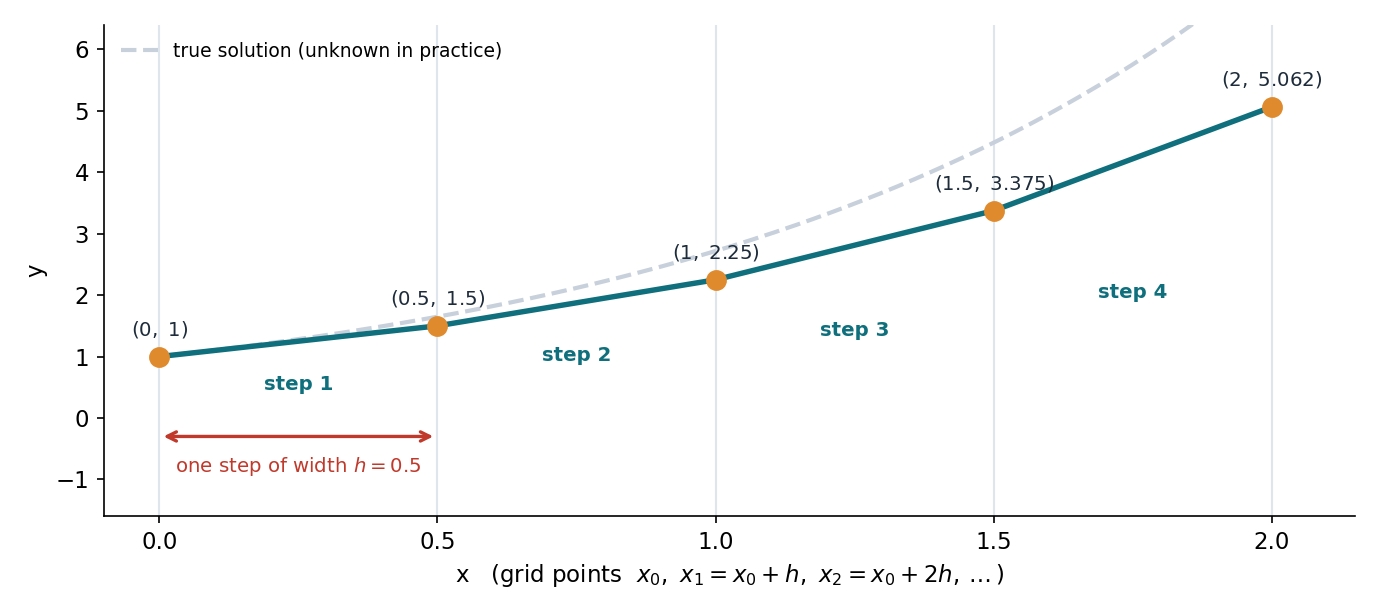 true solution (unknown in practice)
6
5
4
3
2
1
0
−1
y
(0, 1)
(0.5, 1.5)
(1, 2.25)
(1.5, 3.375)
(2, 5.062)
step 1
step 2
step 3
step 4
one step of width h = 0.5
0.0 0.5 1.0 1.5 2.0
x (grid points x₀, x₁ = x₀ + h, x₂ = x₀ + 2h, … )